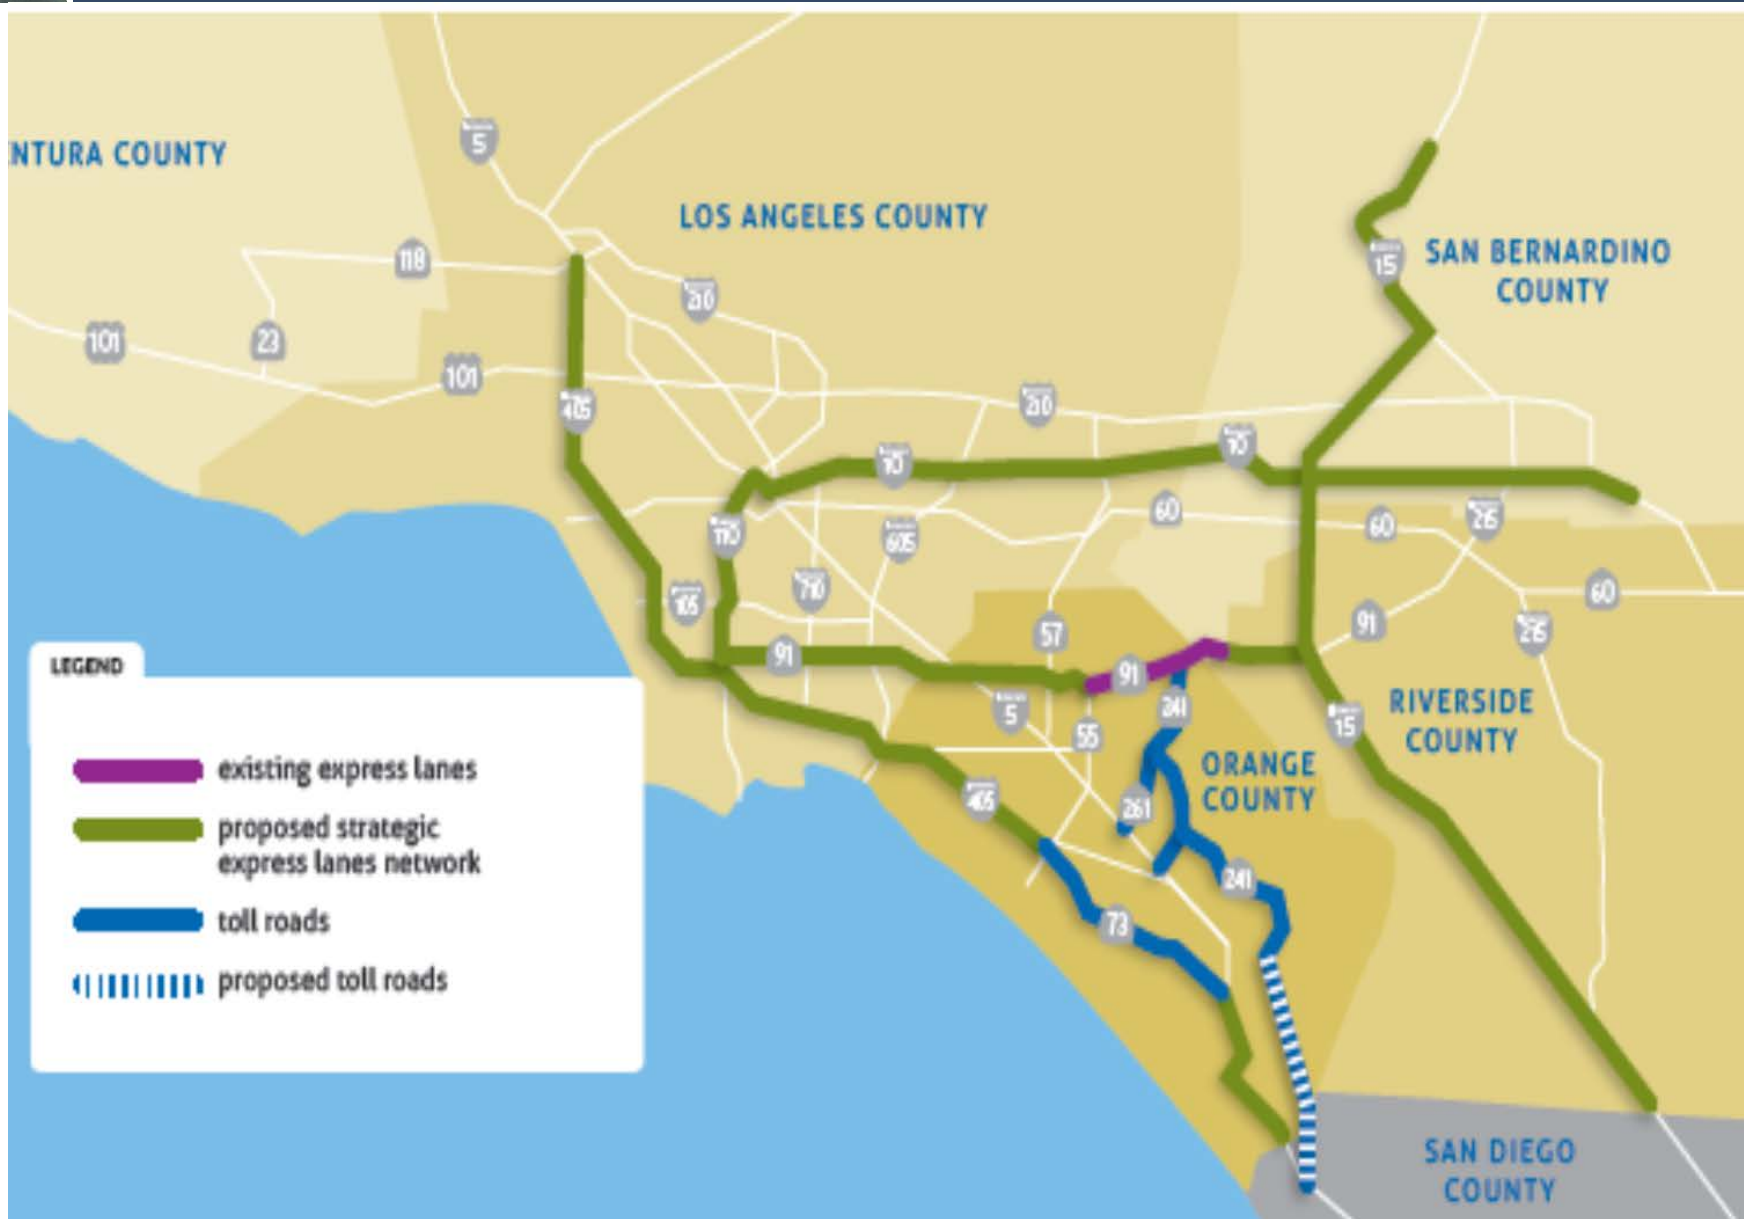 NTURA COUNTY
5
LOS ANGELES COUNTY
118
15
SAN BERNARDINO
COUNTY
210
101
23
101
405
210
10
10
110
605
60
60
215
105
710
60
57
91
215
91
91
5
55
241
15
RIVERSIDE
COUNTY
ORANGE
COUNTY
405
261
241
73
SAN DIEGO
COUNTY
LEGEND
existing express lanes
proposed strategic
express lanes network
toll roads
proposed toll roads